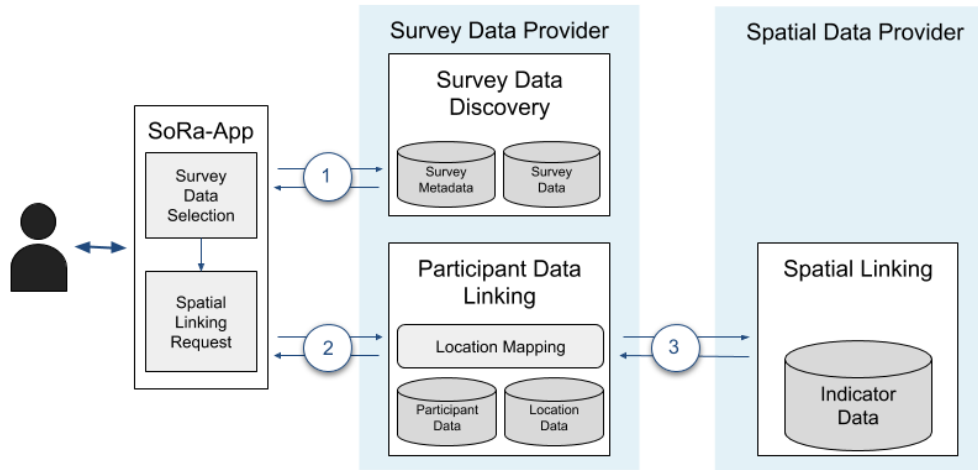 Survey Data Provider
Spatial Data Provider
SoRa-App
Survey
Data
Selection
Spatial
Linking
Request
1
Survey Data
Discovery
Survey
Metadata
Survey
Data
2
Participant Data
Linking
Location Mapping
Participant
Data
Location
Data
3
Spatial Linking
Indicator
Data